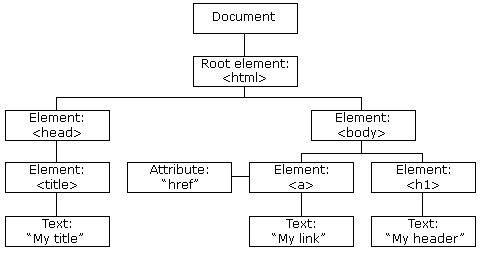 Document
Root element:
<html>
Element:
<head>
Element:
<body>
Element:
<title>
Attribute:
"href"
Element:
<a>
Element:
<h1>
Text:
"My title"
Text:
"My link"
Text:
"My header"